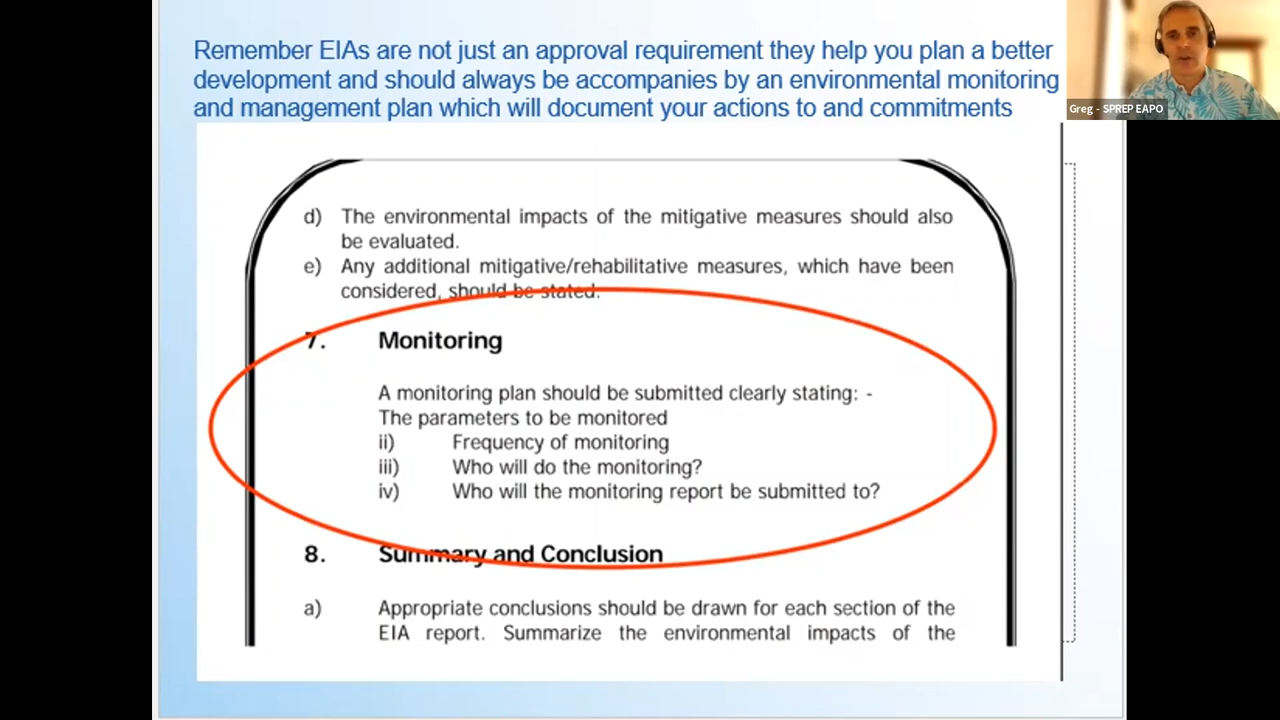 Remember EIAs are not just an approval requirement they help you plan a better
development and should always be accompanies by an environmental monitoring
and management plan which will document your actions to and commitments
Greg - SPREP EAPO
d) The environmental impacts of the mitigative measures should also
be evaluated.
e) Any additional mitigative/rehabilitative measures, which have been
considered, should be stated.
7. Monitoring
A monitoring plan should be submitted clearly stating: -
The parameters to be monitored
ii) Frequency of monitoring
iii) Who will do the monitoring?
iv) Who will the monitoring report be submitted to?
8. Summary and Conclusion
a) Appropriate conclusions should be drawn for each section of the
EIA report. Summarize the environmental impacts of the